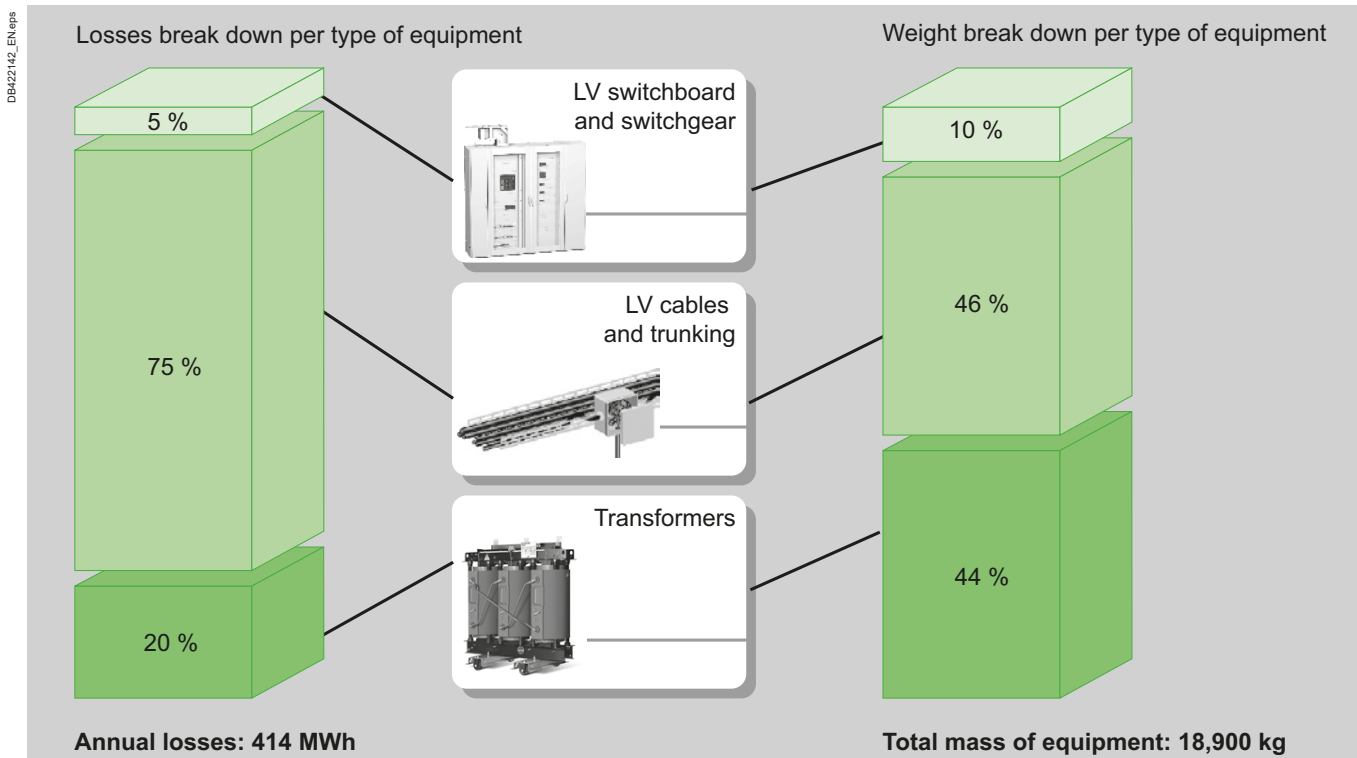 DB422142_EN.eps
Losses break down per type of equipment
Weight break down per type of equipment
5 %
75 %
20 %
LV switchboard
and switchgear
LV cables
and trunking
Transformers
10 %
46 %
44 %
Annual losses: 414 MWh
Total mass of equipment: 18,900 kg